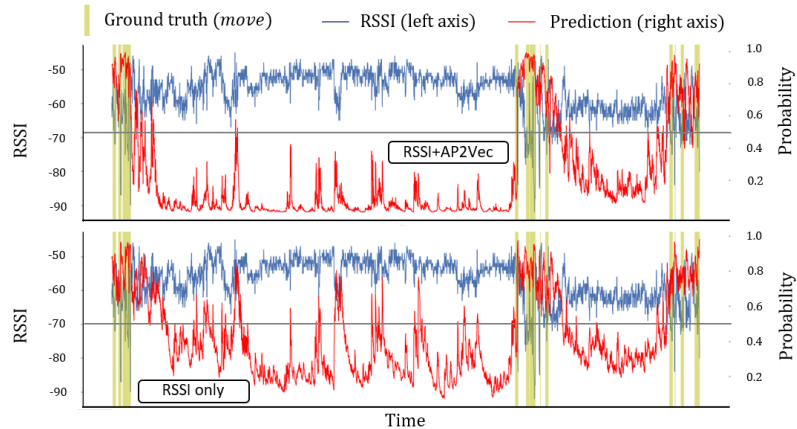 Ground truth (move) RSSI (left axis) Prediction (right axis)
-50
-60
-70
-80
-90
RSSI
1.0
0.8
0.6
0.4
0.2
Probability
RSSI+AP2Vec
-50
-60
-70
-80
-90
RSSI
1.0
0.8
0.6
0.4
0.2
Probability
RSSI only
Time